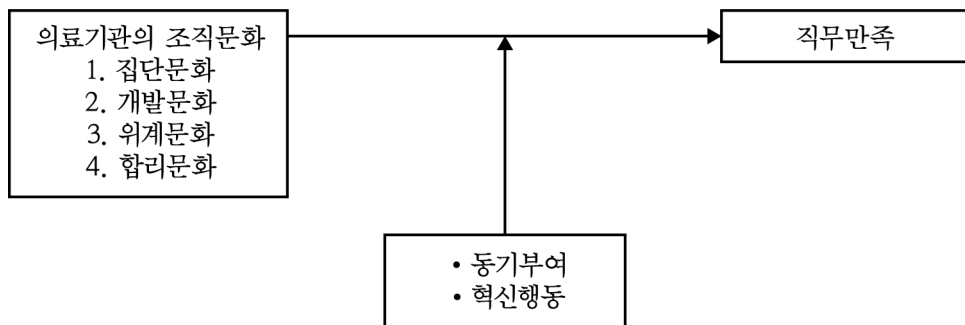 의료기관의 조직문화
1. 집단문화
2. 개발문화
3. 위계문화
4. 합리문화
직무만족
• 동기부여
• 혁신행동